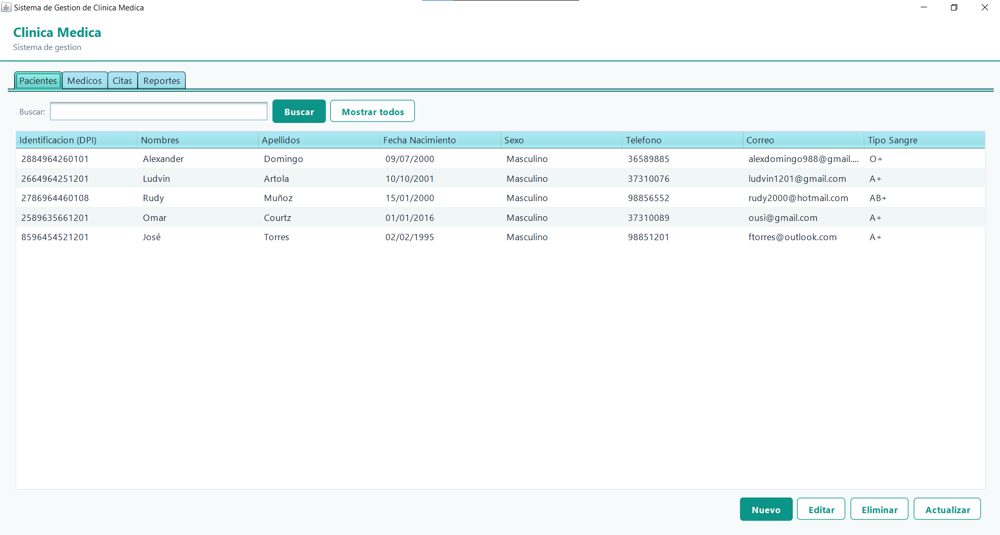 Sistema de Gestion de Clinica Medica
Clinica Medica
Sistema de gestion
Pacientes Medicos Citas Reportes
Buscar: Buscar Mostrar todos
Identificacion (DPI) Nombres Apellidos Fecha Nacimiento Sexo Telefono Correo Tipo Sangre
2884964260101 Alexander Domingo 09/07/2000 Masculino 36589885 alexdomingo988@gmail.... O+
2664964251201 Ludvin Artola 10/10/2001 Masculino 37310076 ludvin1201@gmail.com A+
2786964460108 Rudy Muñoz 15/01/2000 Masculino 98856552 rudy2000@hotmail.com AB+
2589635661201 Omar Courtz 01/01/2016 Masculino 37310089 ousi@gmail.com A+
8596454521201 José Torres 02/02/1995 Masculino 98851201 ftorres@outlook.com A+
Nuevo Editar Eliminar Actualizar